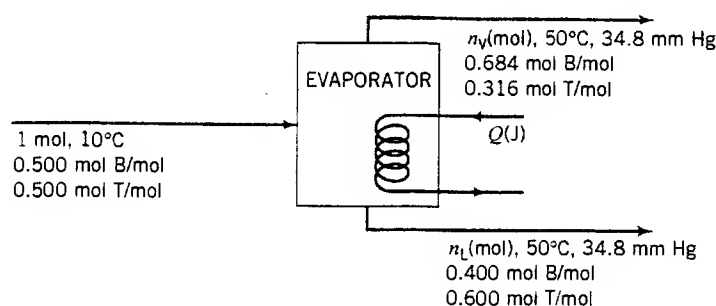 n_V(mol), 50°C, 34.8 mm Hg
0.684 mol B/mol
0.316 mol T/mol
EVAPORATOR
Q(J)
1 mol, 10°C
0.500 mol B/mol
0.500 mol T/mol
n_L(mol), 50°C, 34.8 mm Hg
0.400 mol B/mol
0.600 mol T/mol